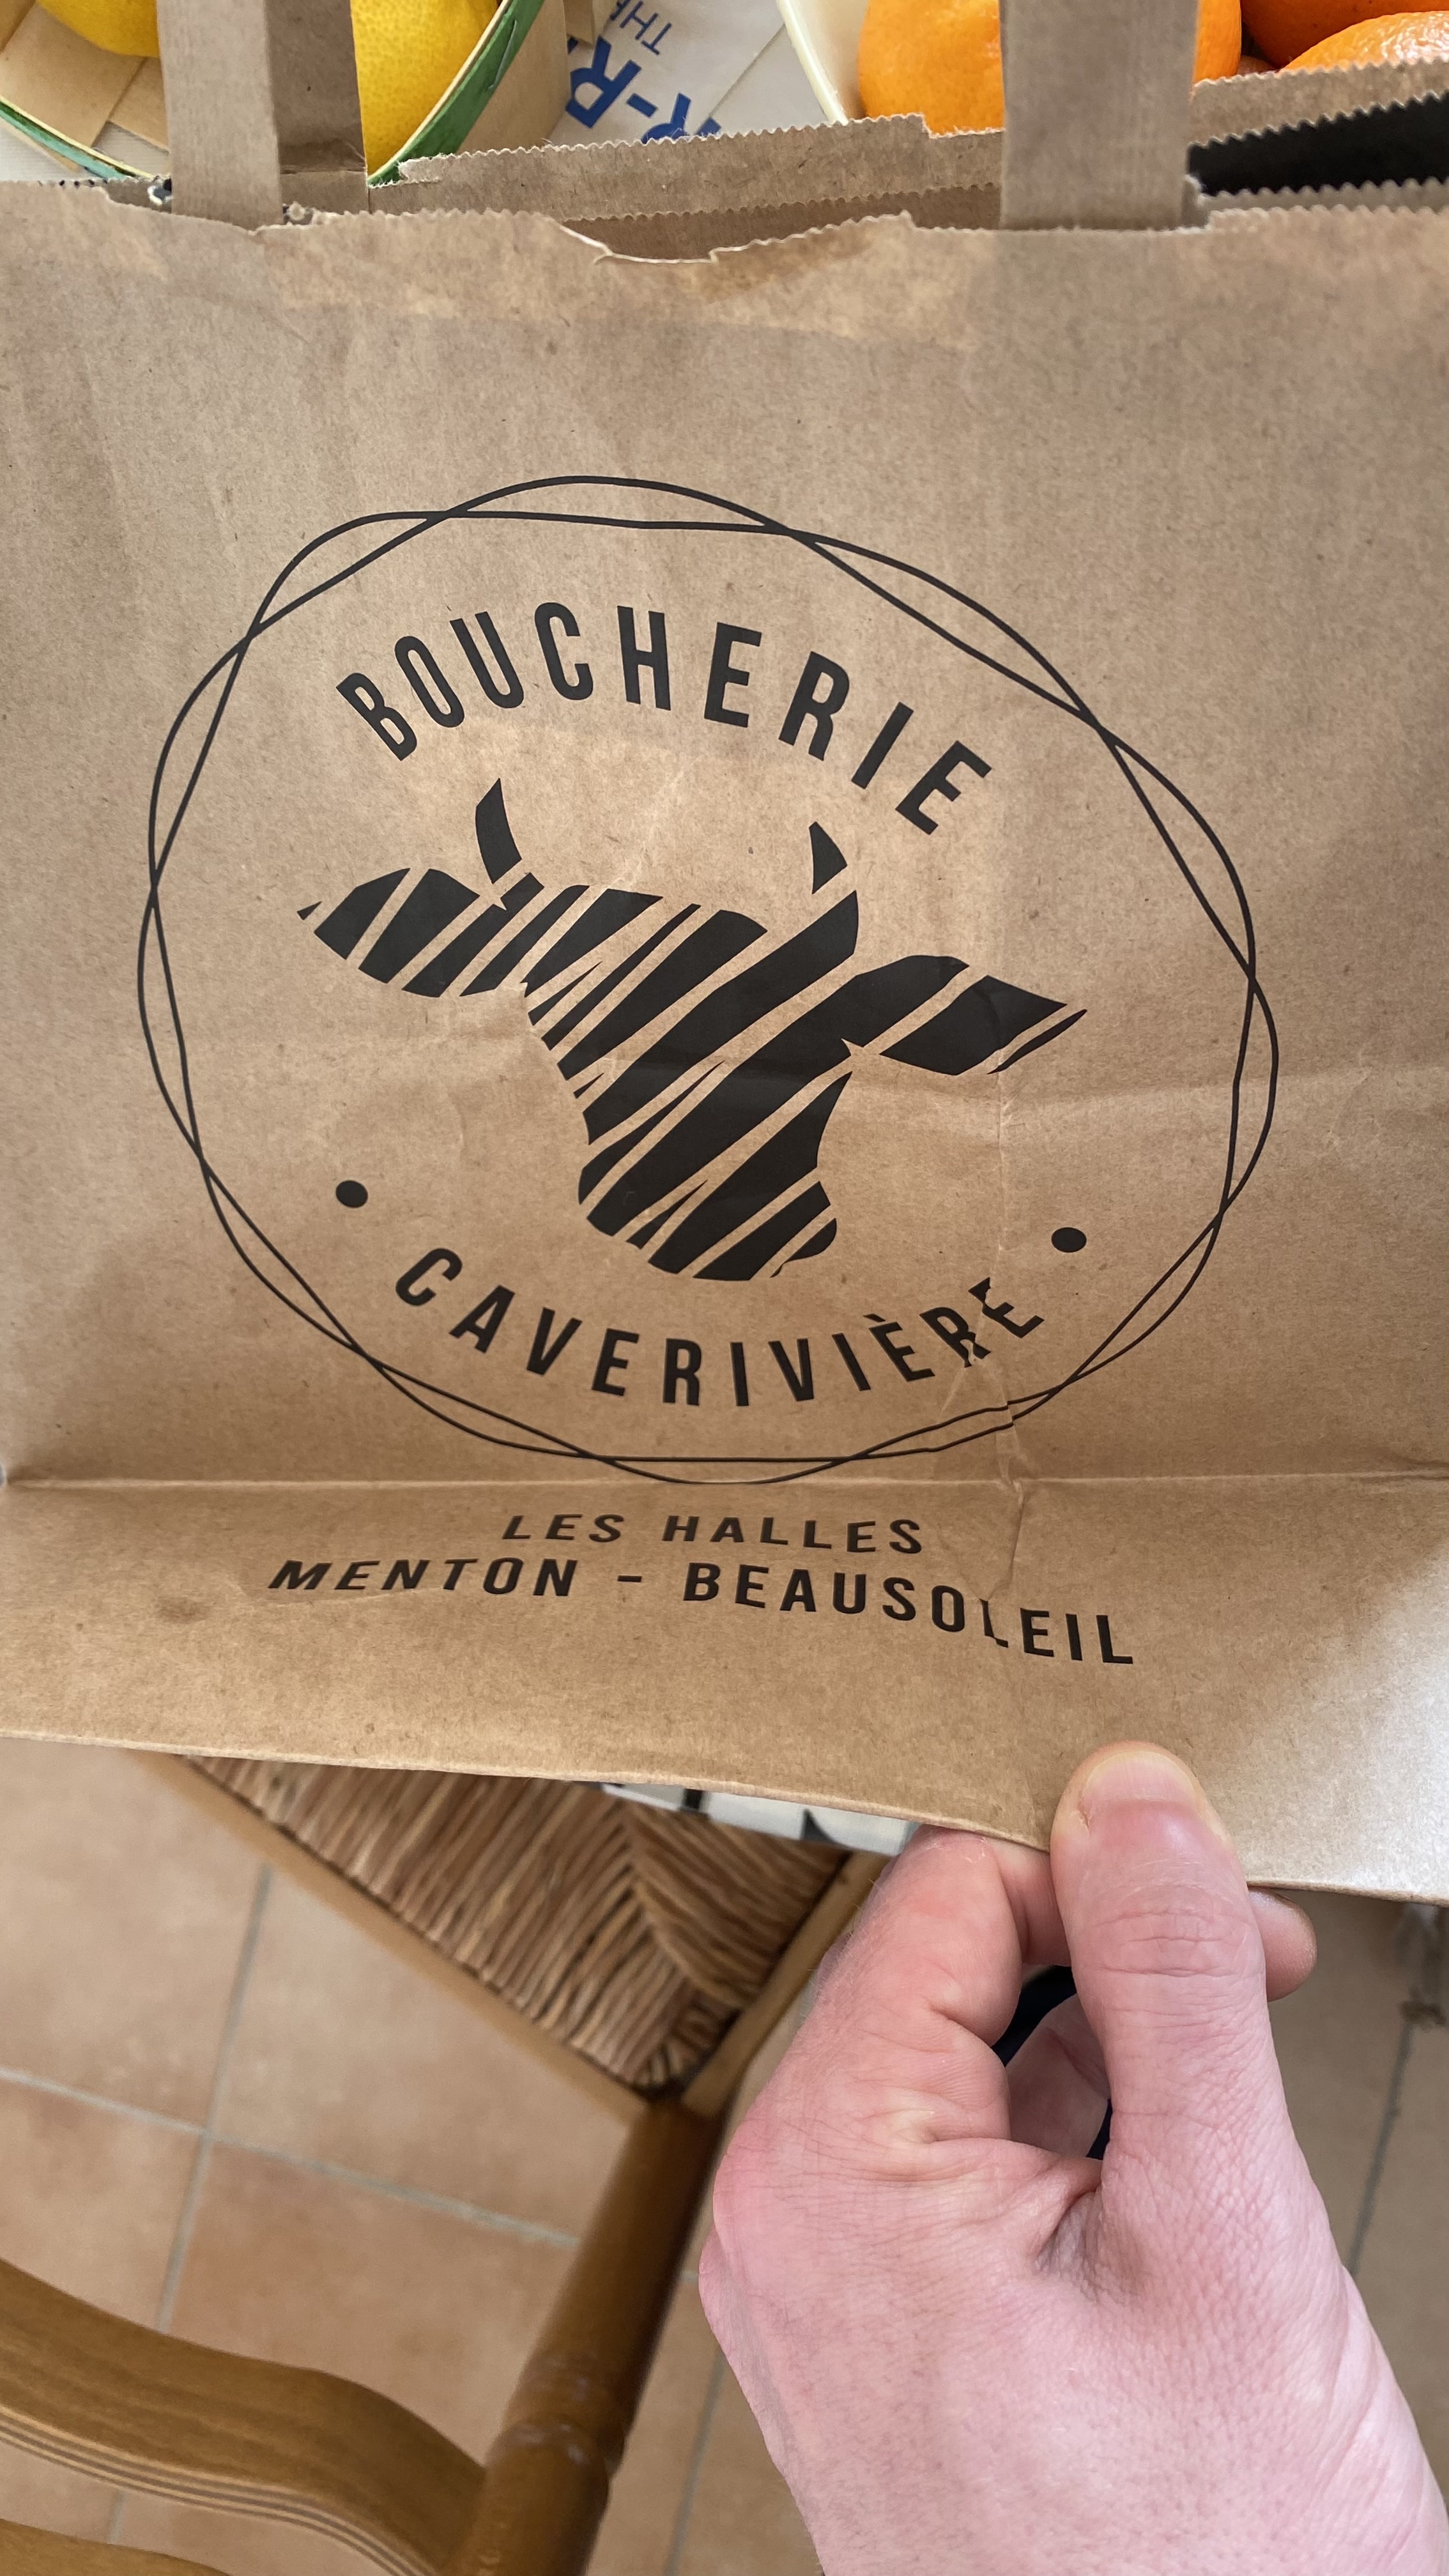 BOUCHERIE
CAVERIVIÈRE
LES HALLES
MENTON - BEAUSOLEIL